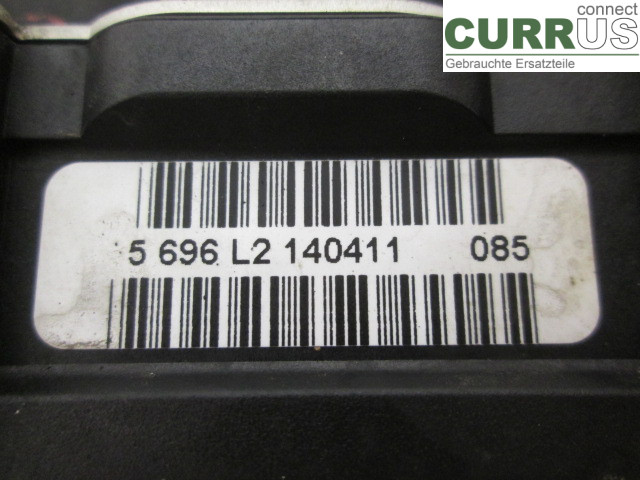 connect
CURRUS
Gebrauchte Ersatzteile
5 696 L2 140411 085